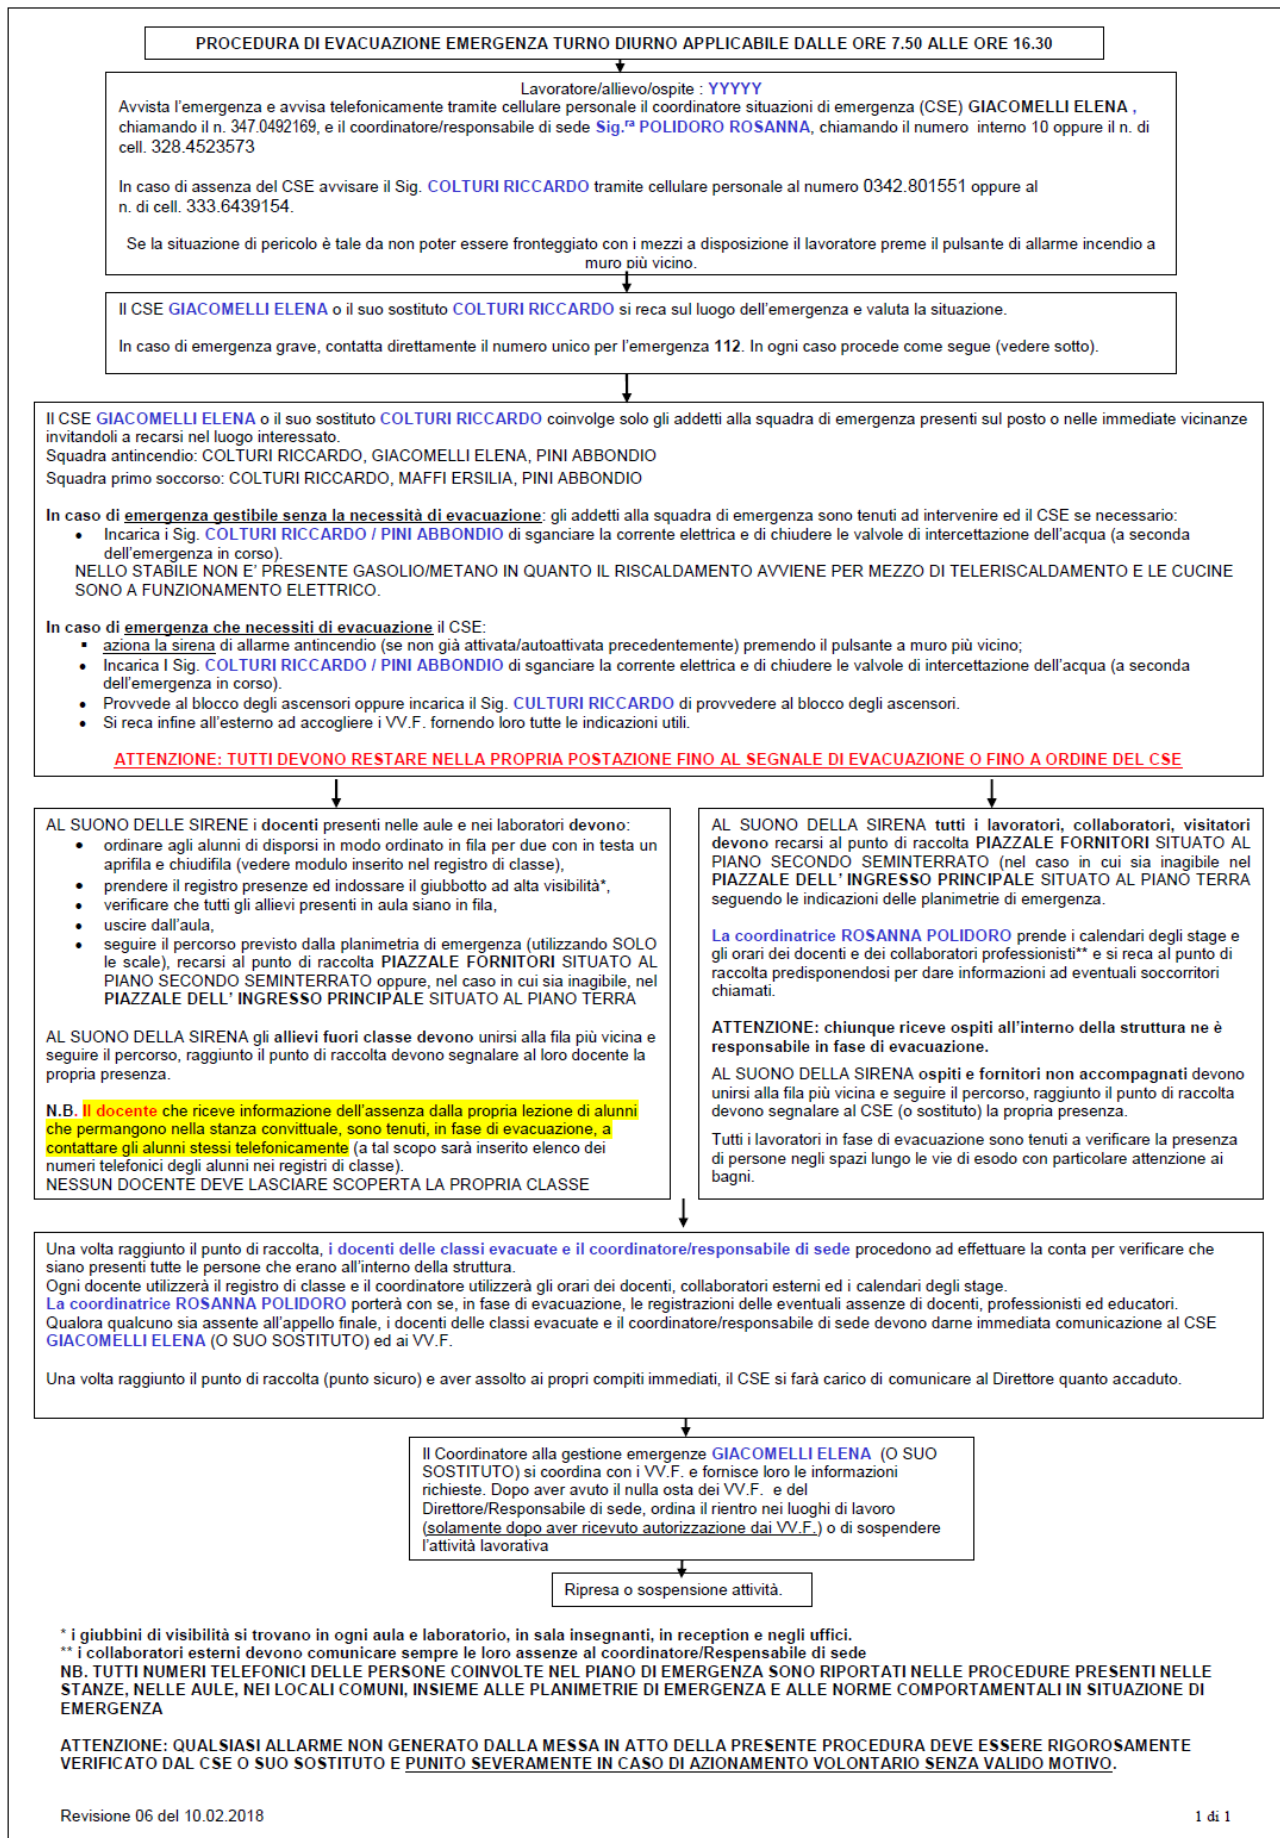 PROCEDURA DI EVACUAZIONE EMERGENZA TURNO DIURNO APPLICABILE DALLE ORE 7.50 ALLE ORE 16.30
Lavoratore/allievo/ospite : YYYYY
Avvista l'emergenza e avvisa telefonicamente tramite cellulare personale il coordinatore situazioni di emergenza (CSE) GIACOMELLI ELENA ,
chiamando il n. 347.0492169, e il coordinatore/responsabile di sede Sig.ra POLIDORO ROSANNA, chiamando il numero interno 10 oppure il n. di
cell. 328.4523573
In caso di assenza del CSE avvisare il Sig. COLTURI RICCARDO tramite cellulare personale al numero 0342.801551 oppure al
n. di cell. 333.6439154.
Se la situazione di pericolo è tale da non poter essere fronteggiato con i mezzi a disposizione il lavoratore preme il pulsante di allarme incendio a
muro più vicino.
Il CSE GIACOMELLI ELENA o il suo sostituto COLTURI RICCARDO si reca sul luogo dell'emergenza e valuta la situazione.
In caso di emergenza grave, contatta direttamente il numero unico per l'emergenza 112. In ogni caso procede come segue (vedere sotto).
Il CSE GIACOMELLI ELENA o il suo sostituto COLTURI RICCARDO coinvolge solo gli addetti alla squadra di emergenza presenti sul posto o nelle immediate vicinanze
invitandoli a recarsi nel luogo interessato.
Squadra antincendio: COLTURI RICCARDO, GIACOMELLI ELENA, PINI ABBONDIO
Squadra primo soccorso: COLTURI RICCARDO, MAFFI ERSILIA, PINI ABBONDIO
In caso di emergenza gestibile senza la necessità di evacuazione: gli addetti alla squadra di emergenza sono tenuti ad intervenire ed il CSE se necessario:
• Incarica i Sig. COLTURI RICCARDO / PINI ABBONDIO di sganciare la corrente elettrica e di chiudere le valvole di intercettazione dell'acqua (a seconda
dell'emergenza in corso).
NELLO STABILE NON E' PRESENTE GASOLIO/METANO IN QUANTO IL RISCALDAMENTO AVVIENE PER MEZZO DI TELERISCALDAMENTO E LE CUCINE
SONO A FUNZIONAMENTO ELETTRICO.
In caso di emergenza che necessiti di evacuazione il CSE:
▪ aziona la sirena di allarme antincendio (se non già attivata/autoattivata precedentemente) premendo il pulsante a muro più vicino;
• Incarica I Sig. COLTURI RICCARDO / PINI ABBONDIO di sganciare la corrente elettrica e di chiudere le valvole di intercettazione dell'acqua (a seconda
dell'emergenza in corso).
• Provvede al blocco degli ascensori oppure incarica il Sig. CULTURI RICCARDO di provvedere al blocco degli ascensori.
• Si reca infine all'esterno ad accogliere i VV.F. fornendo loro tutte le indicazioni utili.
ATTENZIONE: TUTTI DEVONO RESTARE NELLA PROPRIA POSTAZIONE FINO AL SEGNALE DI EVACUAZIONE O FINO A ORDINE DEL CSE
AL SUONO DELLE SIRENE i docenti presenti nelle aule e nei laboratori devono:
• ordinare agli alunni di disporsi in modo ordinato in fila per due con in testa un
aprifila e chiudifila (vedere modulo inserito nel registro di classe),
• prendere il registro presenze ed indossare il giubbotto ad alta visibilità*,
• verificare che tutti gli allievi presenti in aula siano in fila,
• uscire dall'aula,
• seguire il percorso previsto dalla planimetria di emergenza (utilizzando SOLO
le scale), recarsi al punto di raccolta PIAZZALE FORNITORI SITUATO AL
PIANO SECONDO SEMINTERRATO oppure, nel caso in cui sia inagibile, nel
PIAZZALE DELL' INGRESSO PRINCIPALE SITUATO AL PIANO TERRA
AL SUONO DELLA SIRENA gli allievi fuori classe devono unirsi alla fila più vicina e
seguire il percorso, raggiunto il punto di raccolta devono segnalare al loro docente la
propria presenza.
N.B. Il docente che riceve informazione dell'assenza dalla propria lezione di alunni
che permangono nella stanza convittuale, sono tenuti, in fase di evacuazione, a
contattare gli alunni stessi telefonicamente (a tal scopo sarà inserito elenco dei
numeri telefonici degli alunni nei registri di classe).
NESSUN DOCENTE DEVE LASCIARE SCOPERTA LA PROPRIA CLASSE
AL SUONO DELLA SIRENA tutti i lavoratori, collaboratori, visitatori
devono recarsi al punto di raccolta PIAZZALE FORNITORI SITUATO AL
PIANO SECONDO SEMINTERRATO (nel caso in cui sia inagibile nel
PIAZZALE DELL' INGRESSO PRINCIPALE SITUATO AL PIANO TERRA
seguendo le indicazioni delle planimetrie di emergenza.
La coordinatrice ROSANNA POLIDORO prende i calendari degli stage e
gli orari dei docenti e dei collaboratori professionisti** e si reca al punto di
raccolta predisponendosi per dare informazioni ad eventuali soccorritori
chiamati.
ATTENZIONE: chiunque riceve ospiti all'interno della struttura ne è
responsabile in fase di evacuazione.
AL SUONO DELLA SIRENA ospiti e fornitori non accompagnati devono
unirsi alla fila più vicina e seguire il percorso, raggiunto il punto di raccolta
devono segnalare al CSE (o sostituto) la propria presenza.
Tutti i lavoratori in fase di evacuazione sono tenuti a verificare la presenza
di persone negli spazi lungo le vie di esodo con particolare attenzione ai
bagni.
Una volta raggiunto il punto di raccolta, i docenti delle classi evacuate e il coordinatore/responsabile di sede procedono ad effettuare la conta per verificare che
siano presenti tutte le persone che erano all'interno della struttura.
Ogni docente utilizzerà il registro di classe e il coordinatore utilizzerà gli orari dei docenti, collaboratori esterni ed i calendari degli stage.
La coordinatrice ROSANNA POLIDORO porterà con se, in fase di evacuazione, le registrazioni delle eventuali assenze di docenti, professionisti ed educatori.
Qualora qualcuno sia assente all'appello finale, i docenti delle classi evacuate e il coordinatore/responsabile di sede devono darne immediata comunicazione al CSE
GIACOMELLI ELENA (O SUO SOSTITUTO) ed ai VV.F.
Una volta raggiunto il punto di raccolta (punto sicuro) e aver assolto ai propri compiti immediati, il CSE si farà carico di comunicare al Direttore quanto accaduto.
Il Coordinatore alla gestione emergenze GIACOMELLI ELENA (O SUO
SOSTITUTO) si coordina con i VV.F. e fornisce loro le informazioni
richieste. Dopo aver avuto il nulla osta dei VV.F. e del
Direttore/Responsabile di sede, ordina il rientro nei luoghi di lavoro
(solamente dopo aver ricevuto autorizzazione dai VV.F.) o di sospendere
l'attività lavorativa
Ripresa o sospensione attività.
* i giubbini di visibilità si trovano in ogni aula e laboratorio, in sala insegnanti, in reception e negli uffici.
** i collaboratori esterni devono comunicare sempre le loro assenze al coordinatore/Responsabile di sede
NB. TUTTI NUMERI TELEFONICI DELLE PERSONE COINVOLTE NEL PIANO DI EMERGENZA SONO RIPORTATI NELLE PROCEDURE PRESENTI NELLE
STANZE, NELLE AULE, NEI LOCALI COMUNI, INSIEME ALLE PLANIMETRIE DI EMERGENZA E ALLE NORME COMPORTAMENTALI IN SITUAZIONE DI
EMERGENZA
ATTENZIONE: QUALSIASI ALLARME NON GENERATO DALLA MESSA IN ATTO DELLA PRESENTE PROCEDURA DEVE ESSERE RIGOROSAMENTE
VERIFICATO DAL CSE O SUO SOSTITUTO E PUNITO SEVERAMENTE IN CASO DI AZIONAMENTO VOLONTARIO SENZA VALIDO MOTIVO.
Revisione 06 del 10.02.2018
1 di 1